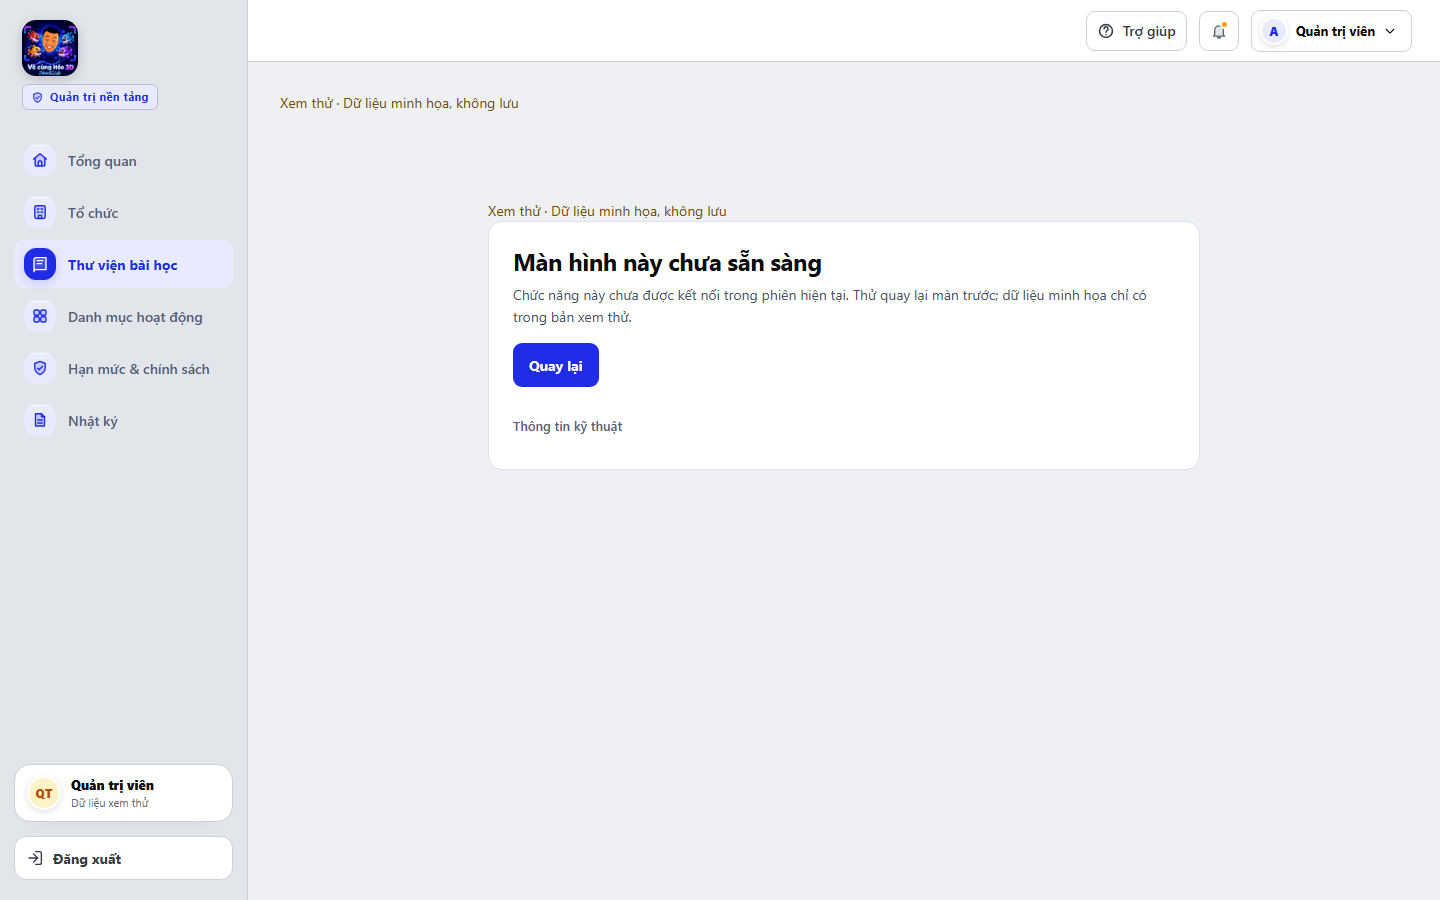 Vô cùng Hảo 3D
Quản trị nền tảng
Tổng quan
Tổ chức
Thư viện bài học
Danh mục hoạt động
Hạn mức & chính sách
Nhật ký
QT
Quản trị viên
Dữ liệu xem thử
Đăng xuất
Trợ giúp
A
Quản trị viên
Xem thử · Dữ liệu minh họa, không lưu
Xem thử · Dữ liệu minh họa, không lưu
Màn hình này chưa sẵn sàng
Chức năng này chưa được kết nối trong phiên hiện tại. Thử quay lại màn trước; dữ liệu minh họa chỉ có
trong bản xem thử.
Quay lại
Thông tin kỹ thuật